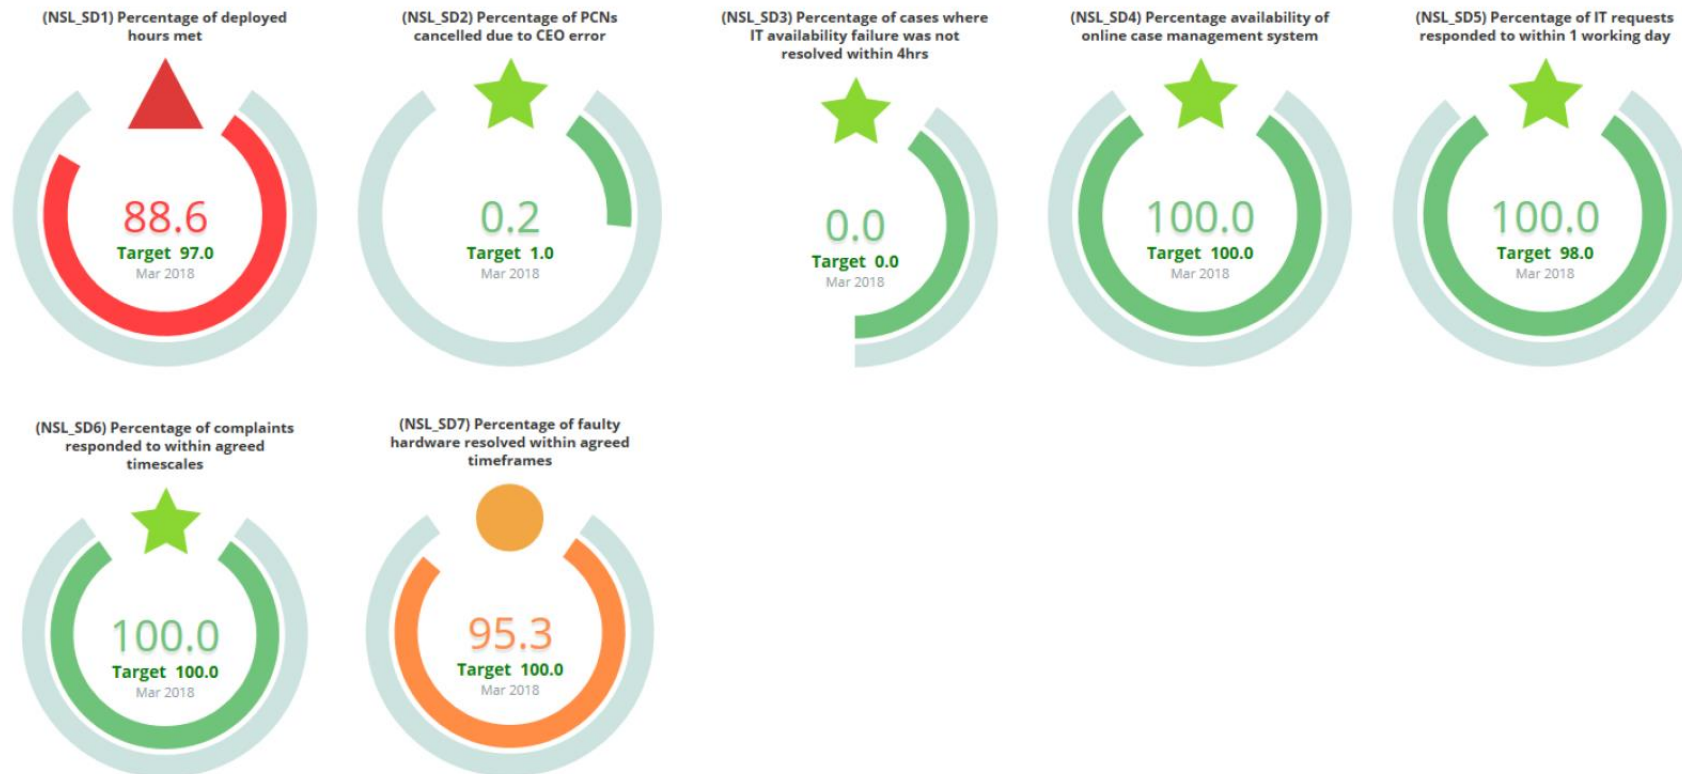 (NSL_SD1) Percentage of deployed
hours met
88.6
Target 97.0
Mar 2018
(NSL_SD2) Percentage of PCNs
cancelled due to CEO error
0.2
Target 1.0
Mar 2018
(NSL_SD3) Percentage of cases where
IT availability failure was not
resolved within 4hrs
0.0
Target 0.0
Mar 2018
(NSL_SD4) Percentage availability of
online case management system
100.0
Target 100.0
Mar 2018
(NSL_SD5) Percentage of IT requests
responded to within 1 working day
100.0
Target 98.0
Mar 2018
(NSL_SD6) Percentage of complaints
responded to within agreed
timescales
100.0
Target 100.0
Mar 2018
(NSL_SD7) Percentage of faulty
hardware resolved within agreed
timeframes
95.3
Target 100.0
Mar 2018